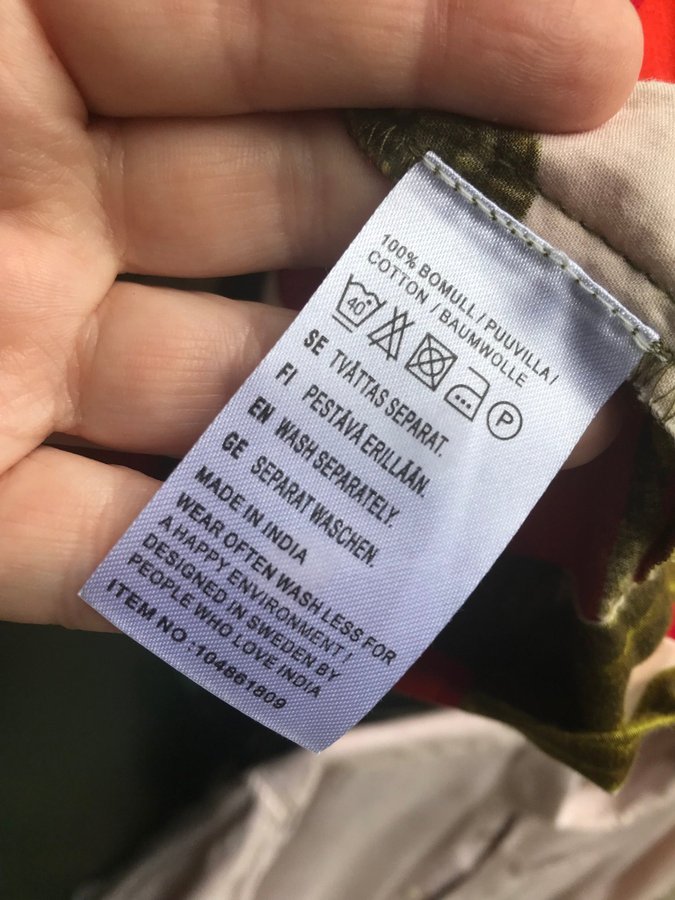 100% BOMULL / PUUVILLA /
COTTON / BAUMWOLLE
40 P
SE TVÄTTAS SEPARAT.
FI PESTÄVÄ ERILLÄÄN.
EN WASH SEPARATELY.
GE SEPARAT WASCHEN.
MADE IN INDIA
WEAR OFTEN WASH LESS FOR
A HAPPY ENVIRONMENT !
DESIGNED IN SWEDEN BY
PEOPLE WHO LOVE INDIA
ITEM NO :104861809